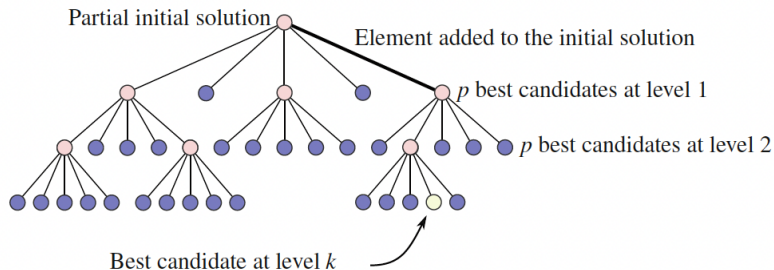 Partial initial solution
Element added to the initial solution
p best candidates at level 1
p best candidates at level 2
Best candidate at level k